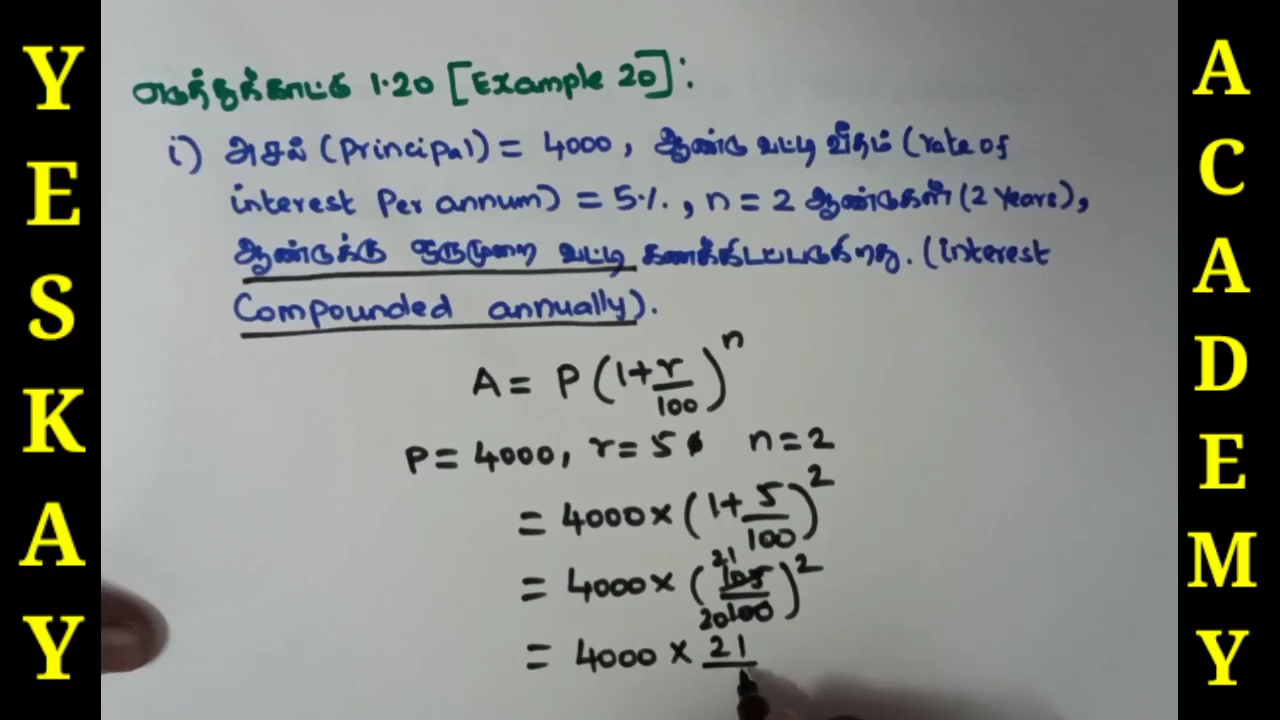 YESKAY
எடுத்துக்காட்டு 1.20 [Example 20]:
i) அசல் (Principal) = 4000, ஆண்டு வட்டி வீதம் (rate of
interest Per annum) = 5%, n = 2 ஆண்டுகள் (2 Years),
ஆண்டுக்கு ஒருமுறை வட்டி கணக்கிடப்படுகிறது. (interest
Compounded annually).
A = P (1 + r/100)^n
P = 4000, r = 5 n = 2
= 4000 × (1 + 5/100)^2
= 4000 × (21 105/20 100)^2
= 4000 × 21
ACADEMY